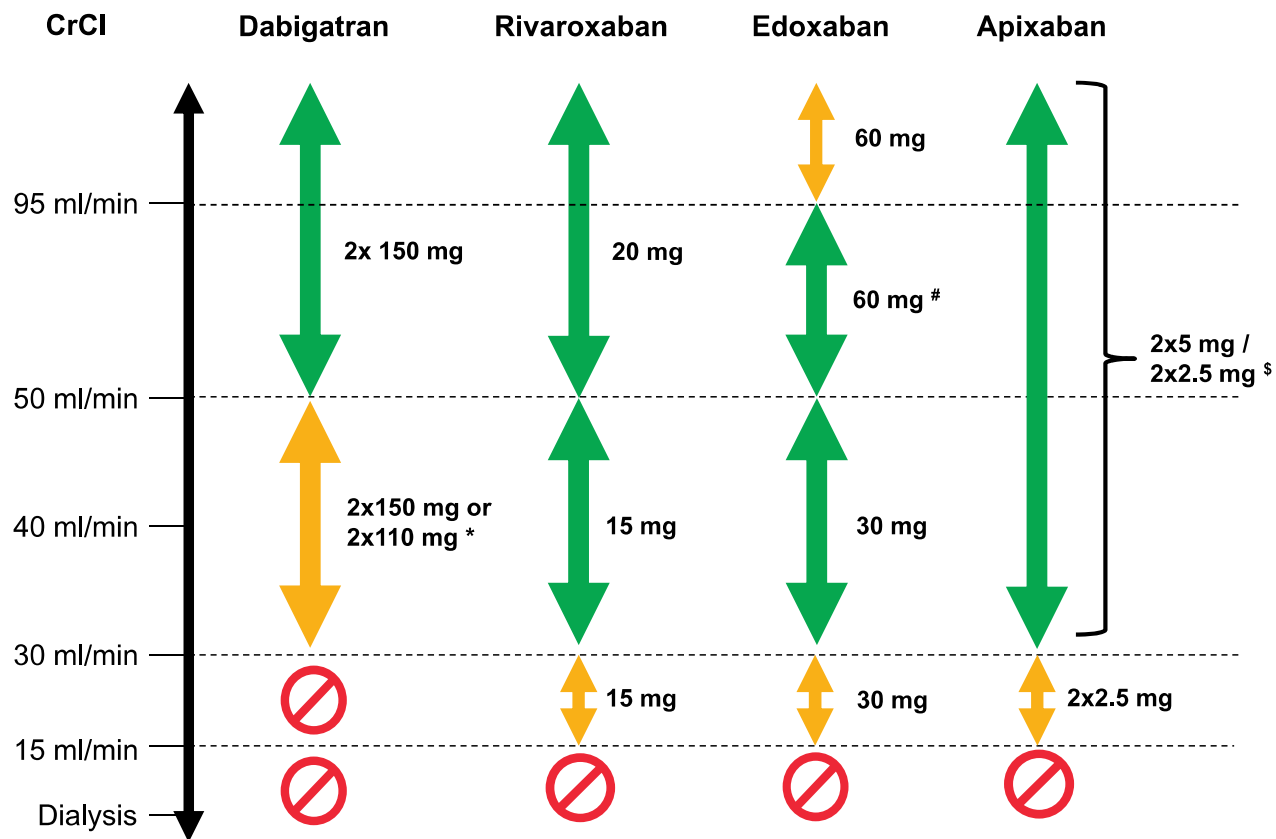 CrCl Dabigatran Rivaroxaban Edoxaban Apixaban
60 mg
95 ml/min
2x 150 mg
20 mg
60 mg #
2x5 mg /
2x2.5 mg $
50 ml/min
2x150 mg or
2x110 mg *
40 ml/min
15 mg
30 mg
30 ml/min
15 mg
30 mg
2x2.5 mg
15 ml/min
Dialysis